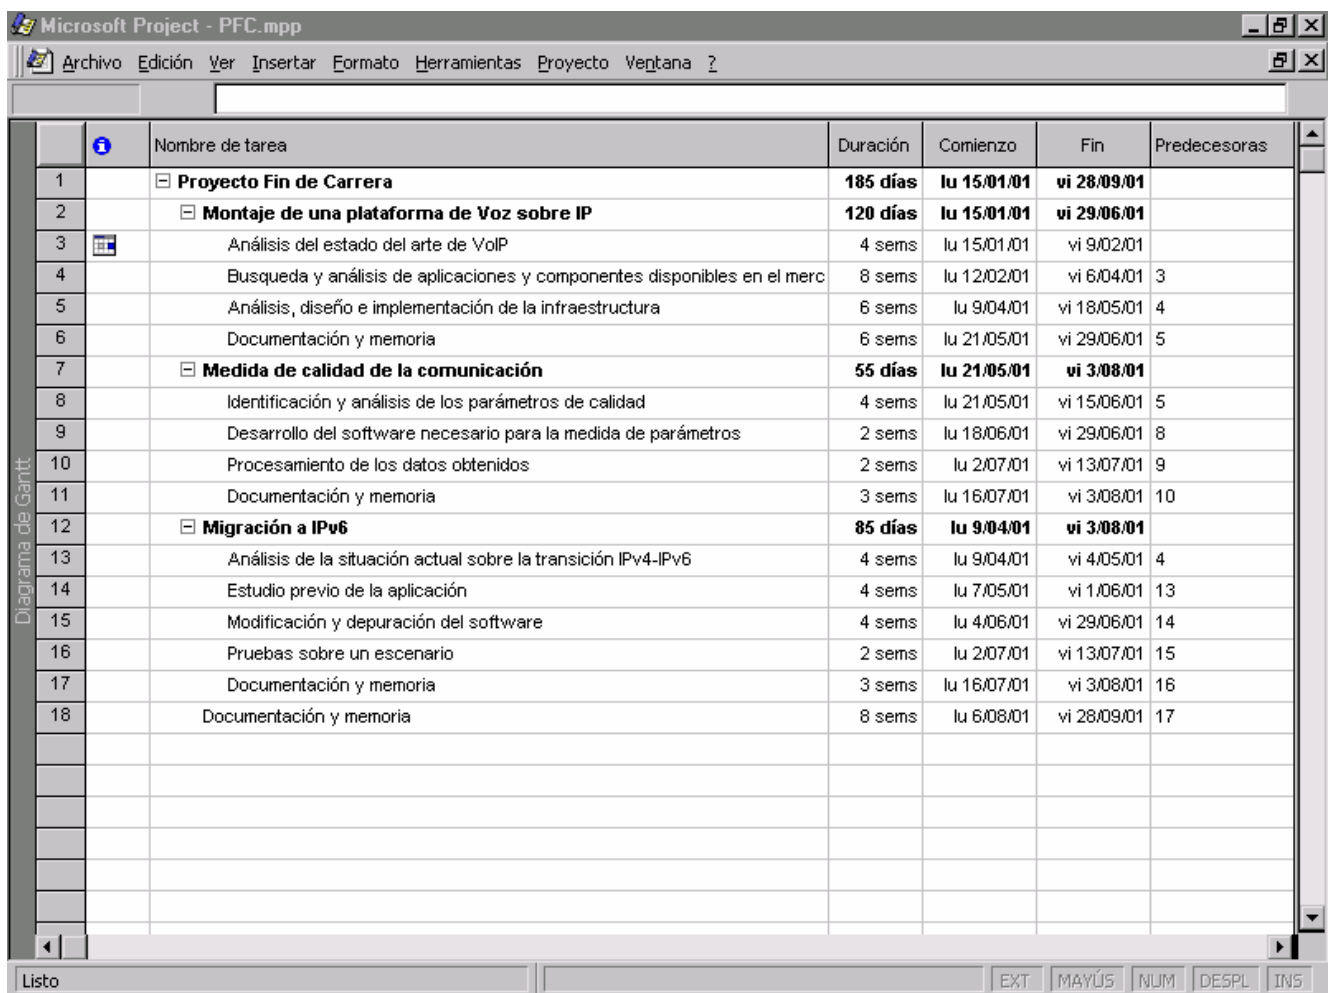 Microsoft Project - PFC.mpp
Archivo Edición Ver Insertar Formato Herramientas Proyecto Ventana ?
Nombre de tarea Duración Comienzo Fin Predecesoras
1 Proyecto Fin de Carrera 185 días lu 15/01/01 vi 28/09/01
2 Montaje de una plataforma de Voz sobre IP 120 días lu 15/01/01 vi 29/06/01
3 Análisis del estado del arte de VoIP 4 sems lu 15/01/01 vi 9/02/01
4 Busqueda y análisis de aplicaciones y componentes disponibles en el merc 8 sems lu 12/02/01 vi 6/04/01 3
5 Análisis, diseño e implementación de la infraestructura 6 sems lu 9/04/01 vi 18/05/01 4
6 Documentación y memoria 6 sems lu 21/05/01 vi 29/06/01 5
7 Medida de calidad de la comunicación 55 días lu 21/05/01 vi 3/08/01
8 Identificación y análisis de los parámetros de calidad 4 sems lu 21/05/01 vi 15/06/01 5
9 Desarrollo del software necesario para la medida de parámetros 2 sems lu 18/06/01 vi 29/06/01 8
10 Procesamiento de los datos obtenidos 2 sems lu 2/07/01 vi 13/07/01 9
11 Documentación y memoria 3 sems lu 16/07/01 vi 3/08/01 10
12 Migración a IPv6 85 días lu 9/04/01 vi 3/08/01
13 Análisis de la situación actual sobre la transición IPv4-IPv6 4 sems lu 9/04/01 vi 4/05/01 4
14 Estudio previo de la aplicación 4 sems lu 7/05/01 vi 1/06/01 13
15 Modificación y depuración del software 4 sems lu 4/06/01 vi 29/06/01 14
16 Pruebas sobre un escenario 2 sems lu 2/07/01 vi 13/07/01 15
17 Documentación y memoria 3 sems lu 16/07/01 vi 3/08/01 16
18 Documentación y memoria 8 sems lu 6/08/01 vi 28/09/01 17
Diagrama de Gantt
Listo EXT MAYÚS NUM DESPL INS